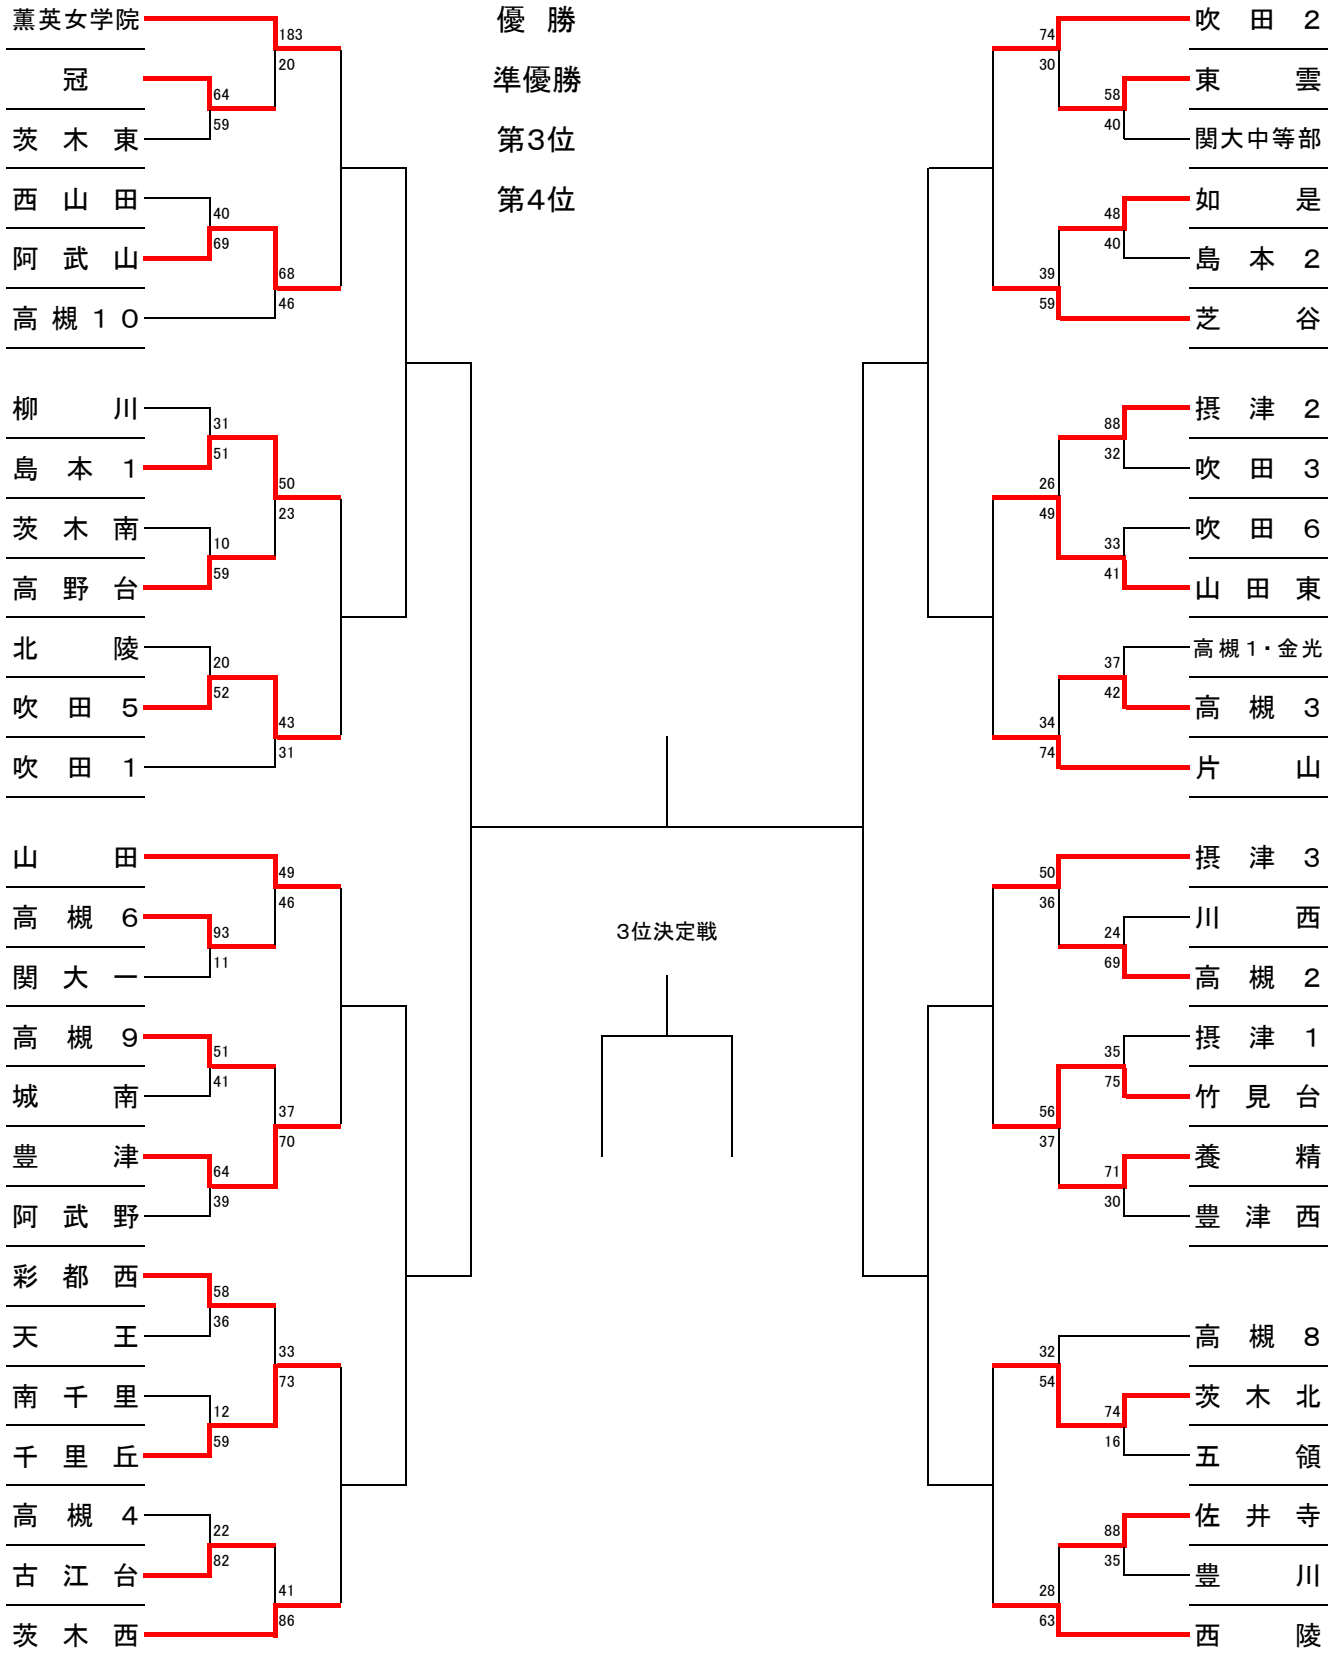 優　勝
準優勝
第3位
第4位
薫英女学院
183
20
冠
64
59
茨木東
西山田
40
69
阿武山
68
46
高槻１０
柳川
31
51
島本１
50
23
茨木南
10
59
高野台
北陵
20
52
吹田５
43
31
吹田１
山田
49
46
高槻６
93
11
関大一
高槻９
51
41
城南
37
70
豊津
64
39
阿武野
彩都西
58
36
天王
33
73
南千里
12
59
千里丘
高槻４
22
82
古江台
41
86
茨木西
3位決定戦
吹田２
74
30
東雲
58
40
関大中等部
如是
48
40
島本２
39
59
芝谷
摂津２
88
32
吹田３
26
49
吹田６
33
41
山田東
高槻１・金光
37
42
高槻３
34
74
片山
摂津３
50
36
川西
24
69
高槻２
摂津１
35
75
竹見台
56
37
養精
71
30
豊津西
高槻８
32
54
茨木北
74
16
五領
佐井寺
88
35
豊川
28
63
西陵